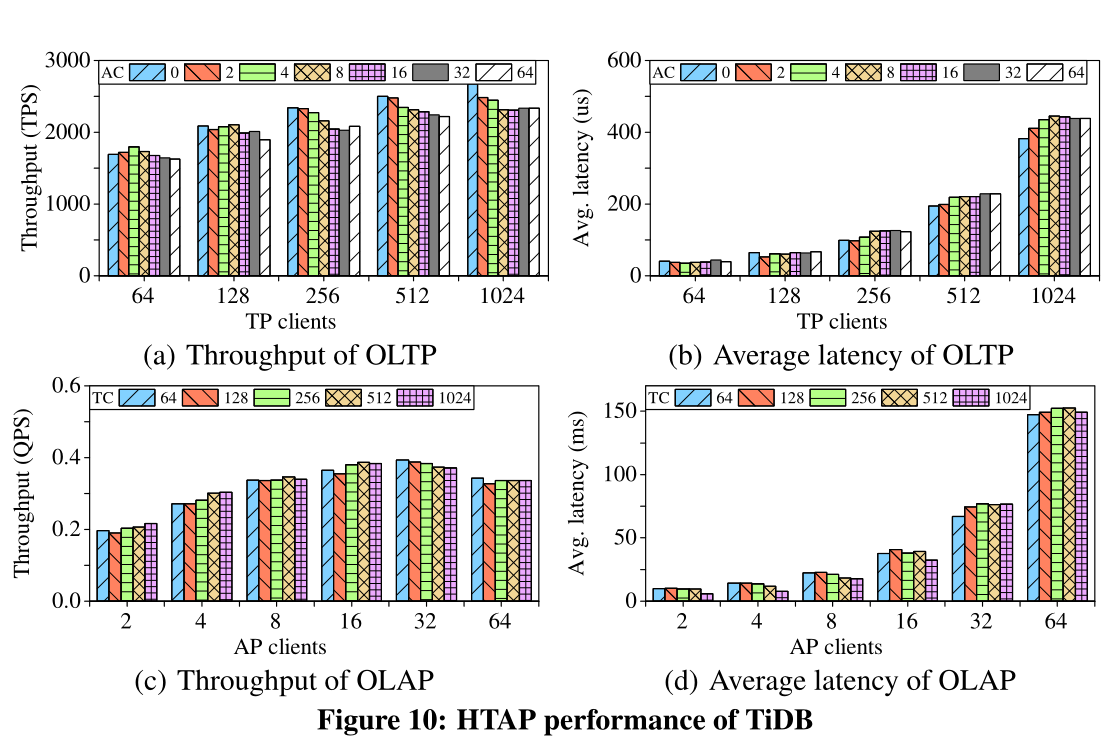 3000
2000
1000
0
Throughput (TPS)
AC 0 2 4 8 16 32 64
64 128 256 512 1024
TP clients
(a) Throughput of OLTP
600
400
200
0
Avg. latency (us)
AC 0 2 4 8 16 32 64
64 128 256 512 1024
TP clients
(b) Average latency of OLTP
0.6
0.4
0.2
0.0
Throughput (QPS)
TC 64 128 256 512 1024
2 4 8 16 32 64
AP clients
(c) Throughput of OLAP
150
100
50
0
Avg. latency (ms)
TC 64 128 256 512 1024
2 4 8 16 32 64
AP clients
(d) Average latency of OLAP
Figure 10: HTAP performance of TiDB